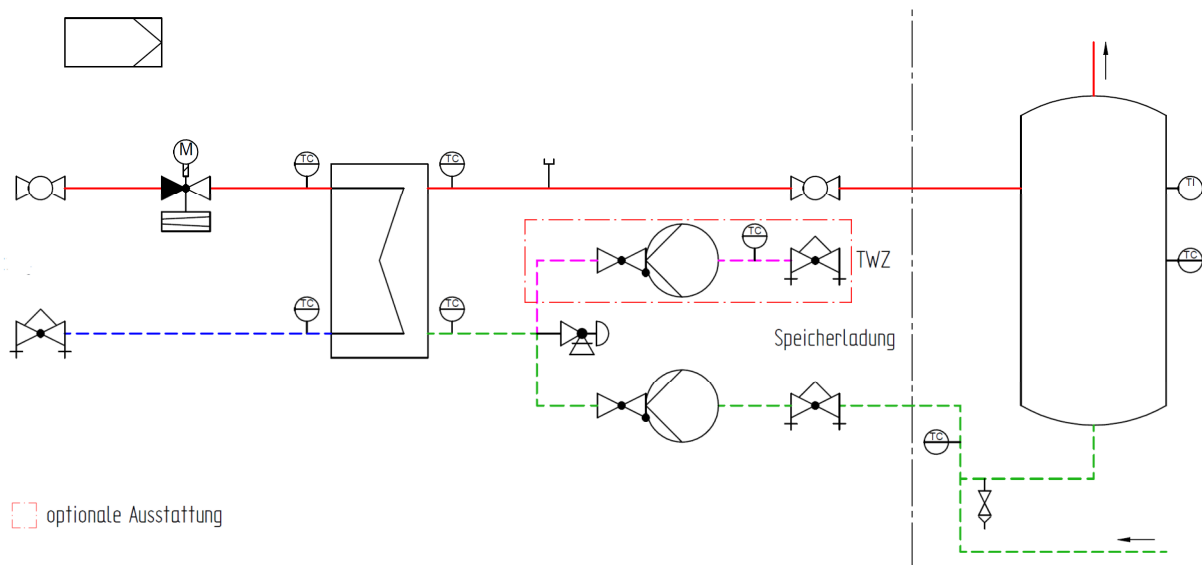 M
TC
TC
TI
TC
TWZ
TC
TC
TC
Speicherladung
TC
optionale Ausstattung